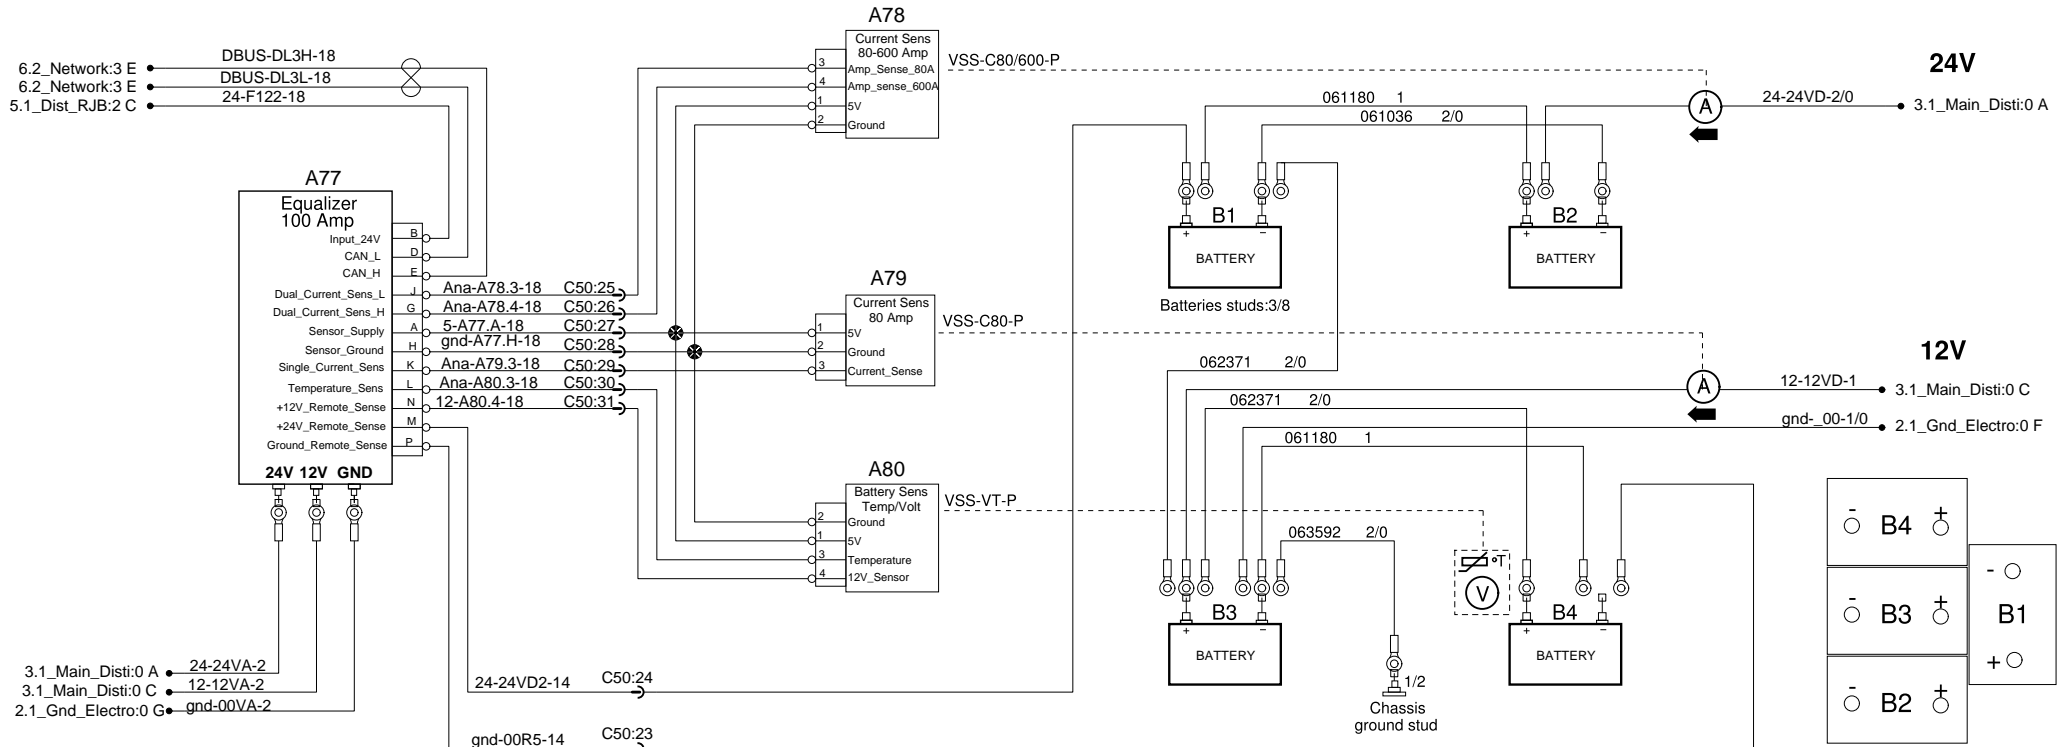 A78
Current Sens
80-600 Amp
3 Amp_Sense_80A
4 Amp_sense_600A
1 5V
2 Ground
VSS-C80/600-P
24V
6.2_Network:3 E DBUS-DL3H-18
6.2_Network:3 E DBUS-DL3L-18
5.1_Dist_RJB:2 C 24-F122-18
061180 1
061036 2/0
A
24-24VD-2/0 3.1_Main_Disti:0 A
A77
Equalizer
100 Amp
Input_24V B
CAN_L D
CAN_H E
Dual_Current_Sens_L J Ana-A78.3-18 C50:25
Dual_Current_Sens_H G Ana-A78.4-18 C50:26
Sensor_Supply A 5-A77.A-18 C50:27
Sensor_Ground H gnd-A77.H-18 C50:28
Single_Current_Sens K Ana-A79.3-18 C50:29
Temperature_Sens L Ana-A80.3-18 C50:30
+12V_Remote_Sense N 12-A80.4-18 C50:31
+24V_Remote_Sense M
Ground_Remote_Sense P
24V 12V GND
B1
+ −
BATTERY
B2
+ −
BATTERY
Batteries studs:3/8
A79
Current Sens
80 Amp
1 5V
2 Ground
3 Current_Sense
VSS-C80-P
12V
062371 2/0
A
12-12VD-1 3.1_Main_Disti:0 C
062371 2/0
gnd-_00-1/0 2.1_Gnd_Electro:0 F
061180 1
A80
Battery Sens
Temp/Volt
2 Ground
1 5V
3 Temperature
4 12V_Sensor
VSS-VT-P
063592 2/0
°T
V
B3
+ −
BATTERY
B4
+ −
BATTERY
1/2
Chassis
ground stud
- B4 +
- B3 +
- B2 +
-
B1
+
3.1_Main_Disti:0 A 24-24VA-2
3.1_Main_Disti:0 C 12-12VA-2
2.1_Gnd_Electro:0 G gnd-00VA-2
24-24VD2-14 C50:24
gnd-00R5-14 C50:23